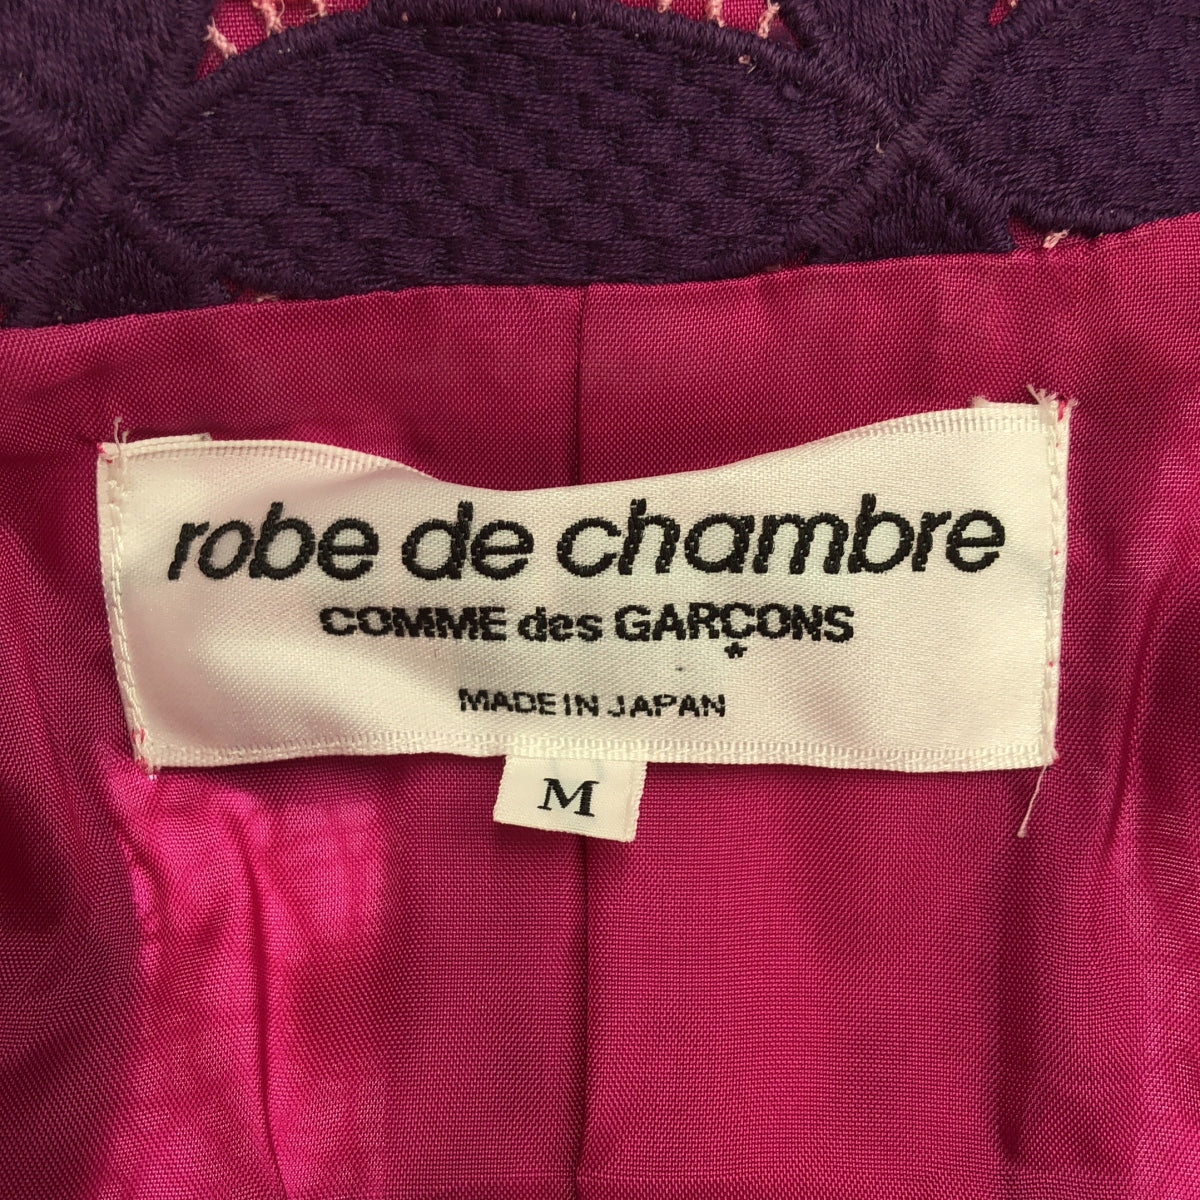 robe de chambre
COMME des GARÇONS
MADE IN JAPAN
M